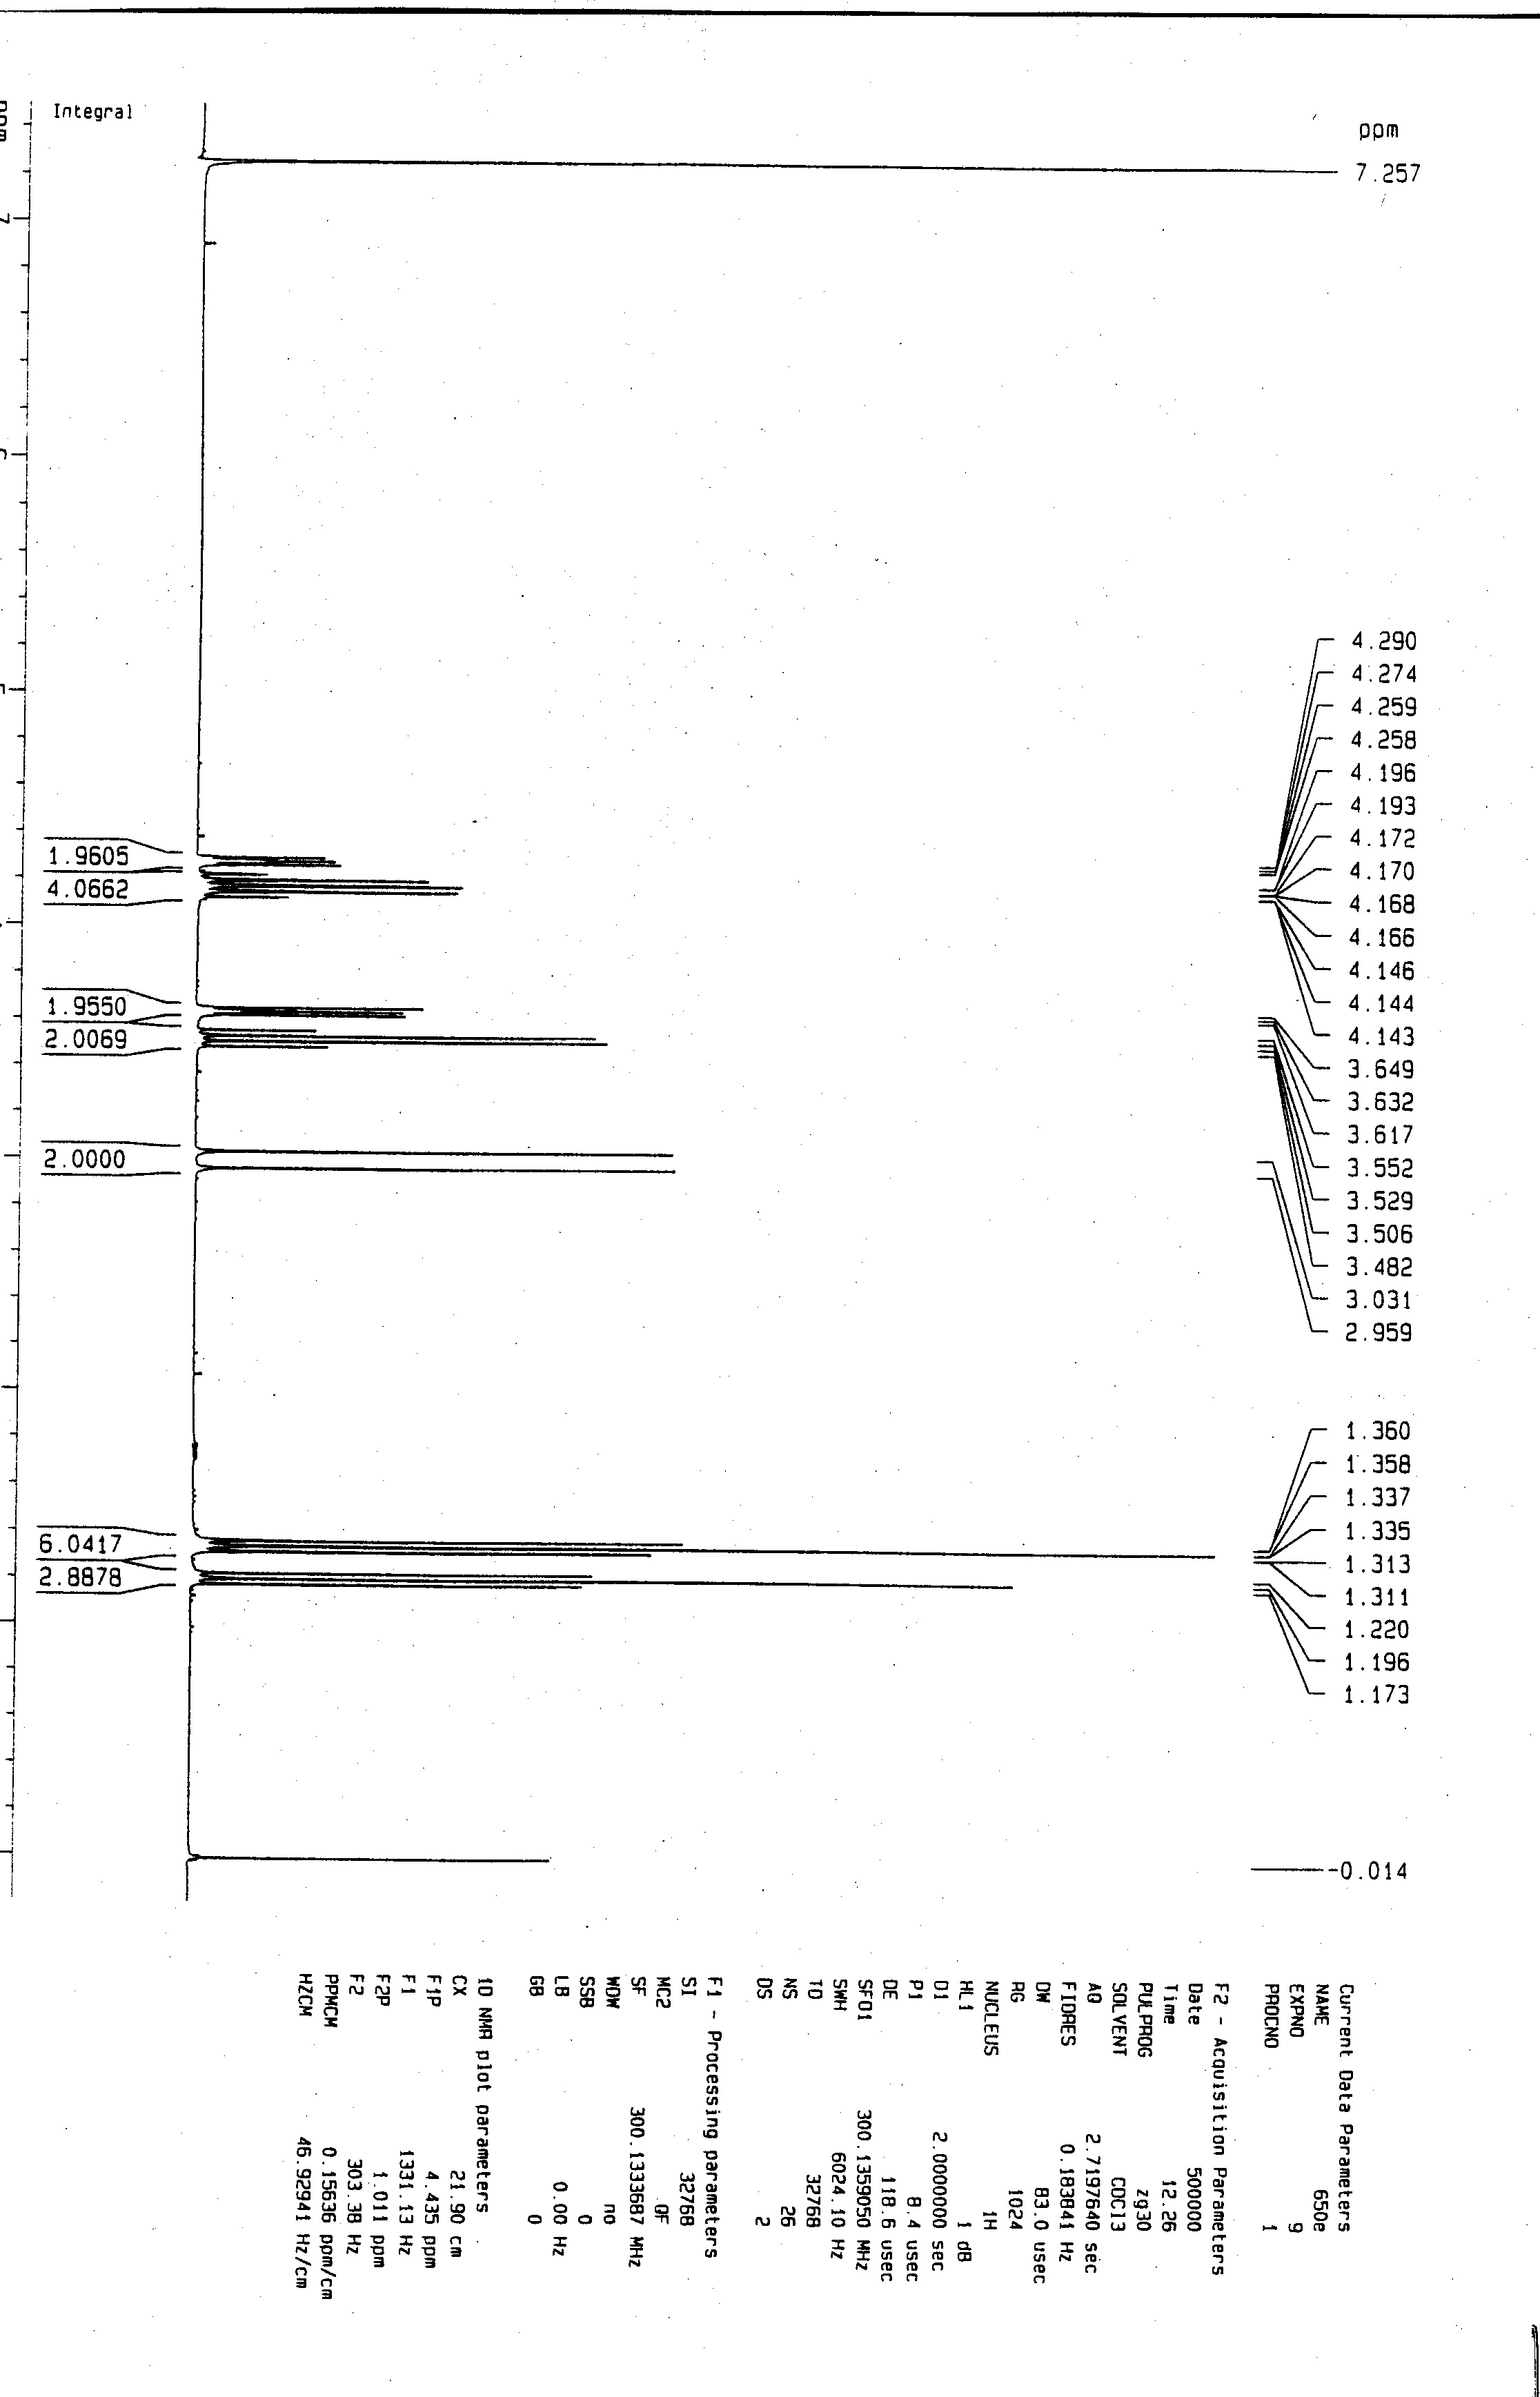 Integral
ppm
ppm
7.257
7
5
4.290
4.274
4.259
4.258
4.196
4.193
4.172
4.170
4.168
4.166
4.146
4.144
4.143
3.649
3.632
3.617
3.552
3.529
3.506
3.482
3.031
2.959
1.9605
4.0662
1.9550
2.0069
2.0000
1.360
1.358
1.337
1.335
1.313
1.311
1.220
1.196
1.173
6.0417
2.8878
-0.014
Current Data Parameters
NAME 650e
EXPNO 9
PROCNO 1
F2 - Acquisition Parameters
Date 500000
Time 12.26
PULPROG zg30
SOLVENT CDCl3
AQ 2.7197640 sec
FIDRES 0.183841 Hz
DW 83.0 usec
RG 1024
NUCLEUS 1H
HL1 1 dB
D1 2.0000000 sec
P1 8.4 usec
DE 118.6 usec
SFO1 300.1359050 MHz
SWH 6024.10 Hz
TD 32768
NS 26
DS 2
F1 - Processing parameters
SI 32768
MC2 QF
SF 300.1333687 MHz
WDW no
SSB 0
LB 0.00 Hz
GB 0
1D NMR plot parameters
CX 21.90 cm
F1P 4.435 ppm
F1 1331.13 Hz
F2P 1.011 ppm
F2 303.38 Hz
PPMCM 0.15636 ppm/cm
HZCM 46.92941 Hz/cm